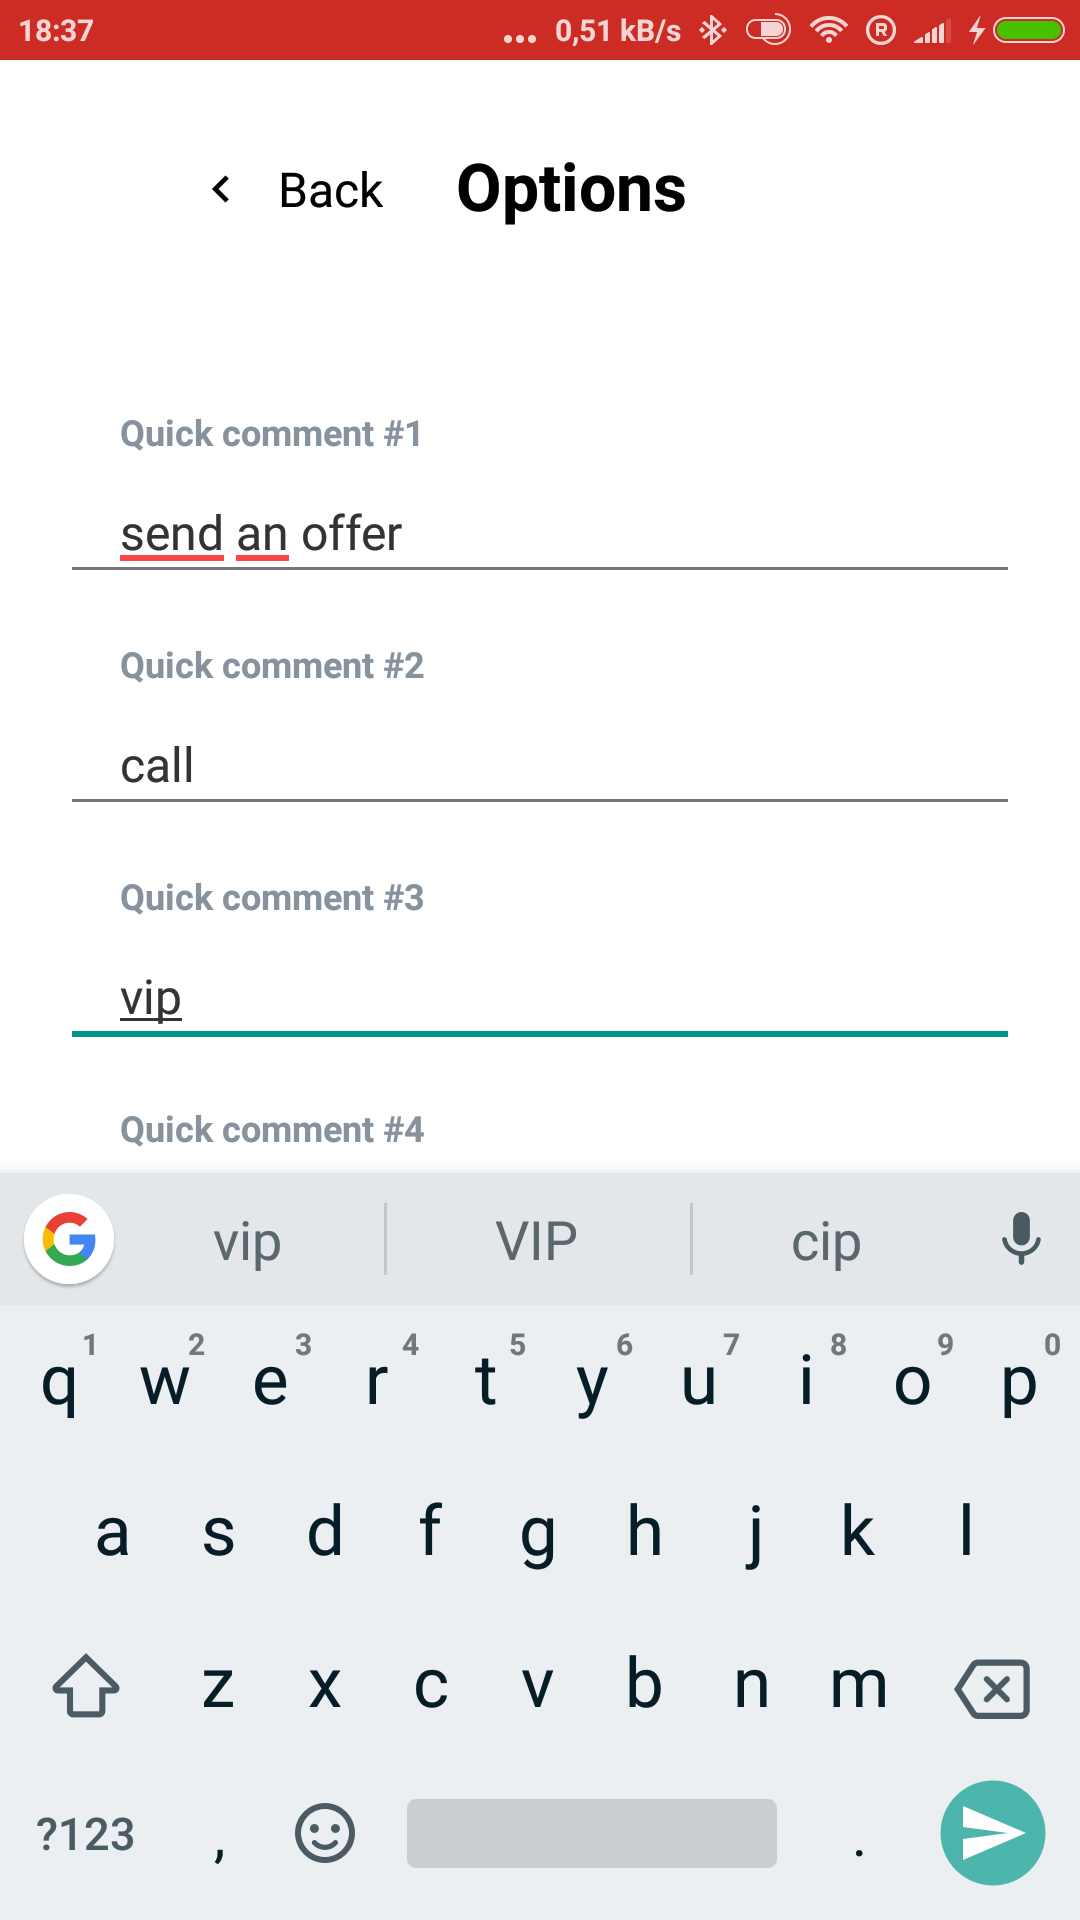 18:37 ... 0,51 kB/s R
Back Options
Quick comment #1
send an offer
Quick comment #2
call
Quick comment #3
vip
Quick comment #4
G vip VIP cip
1 2 3 4 5 6 7 8 9 0
q w e r t y u i o p
a s d f g h j k l
z x c v b n m
?123 , .